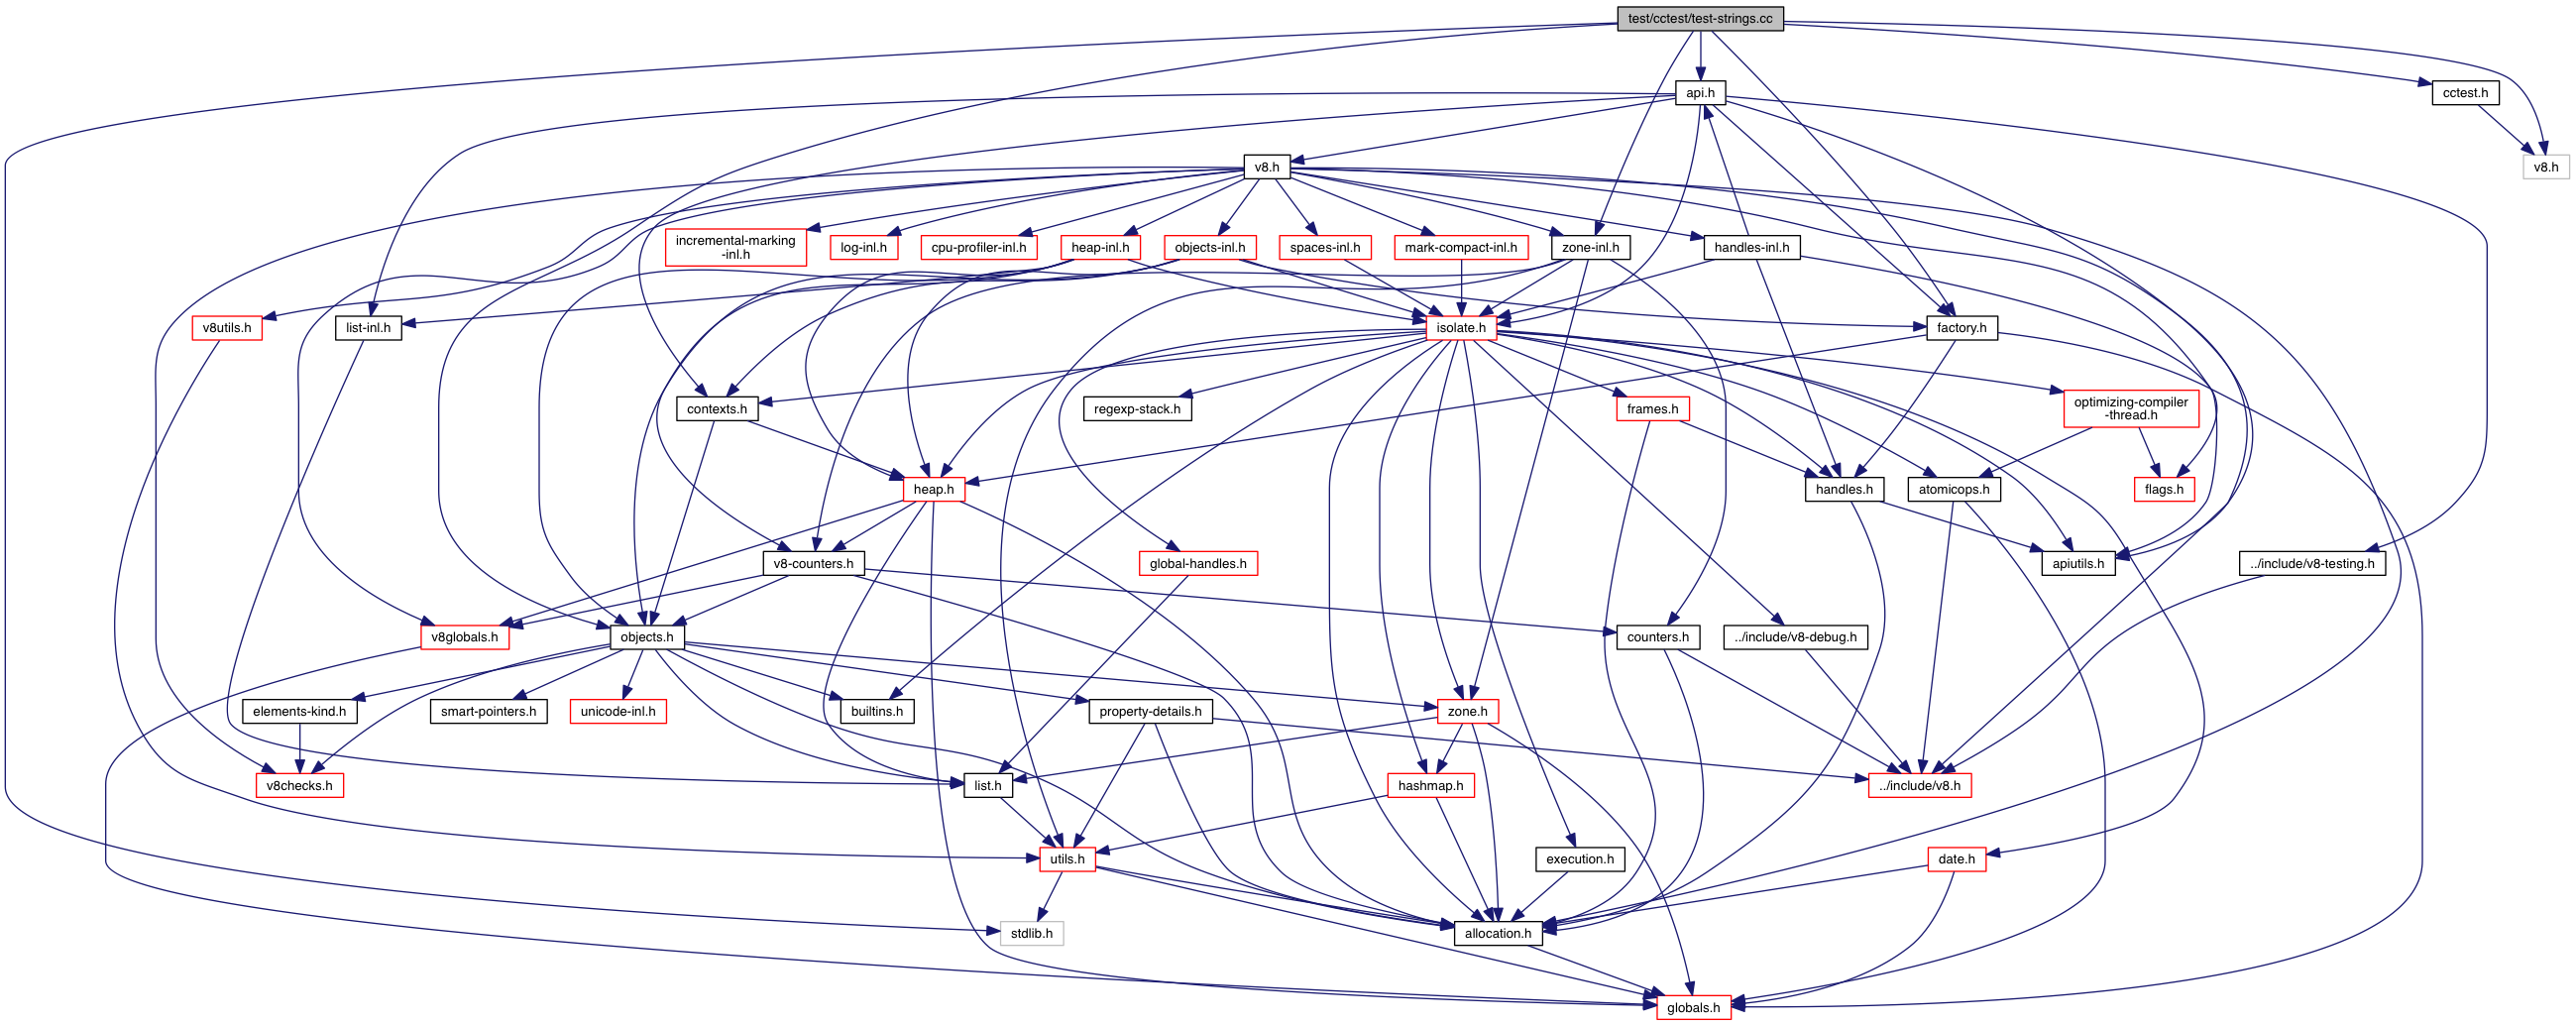 test/cctest/test-strings.cc
api.h
cctest.h
v8.h
v8.h
incremental-marking
-inl.h
log-inl.h
cpu-profiler-inl.h
heap-inl.h
objects-inl.h
spaces-inl.h
mark-compact-inl.h
zone-inl.h
handles-inl.h
v8utils.h
list-inl.h
isolate.h
factory.h
contexts.h
regexp-stack.h
frames.h
optimizing-compiler
-thread.h
heap.h
handles.h
atomicops.h
flags.h
v8-counters.h
global-handles.h
apiutils.h
../include/v8-testing.h
v8globals.h
objects.h
counters.h
../include/v8-debug.h
elements-kind.h
smart-pointers.h
unicode-inl.h
builtins.h
property-details.h
zone.h
v8checks.h
list.h
hashmap.h
../include/v8.h
utils.h
execution.h
date.h
stdlib.h
allocation.h
globals.h